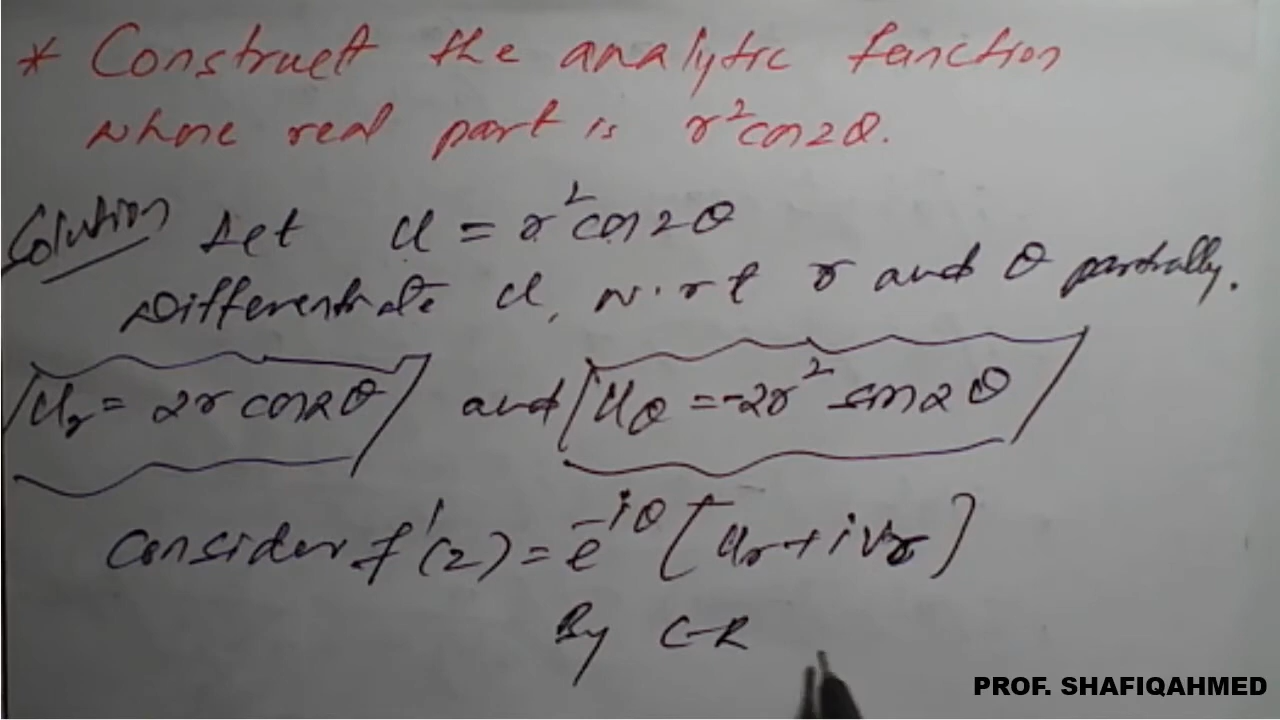 * Construct the analytic function
whose real part is r²cos2θ.
Solution Let u = r²cos2θ
Differentiate u, w.r.t r and θ partially.
u_r = 2r cos2θ and u_θ = -2r² sin2θ
Consider f'(z) = e^{-iθ} [u_r + iv_r]
By C-R
PROF. SHAFIQAHMED